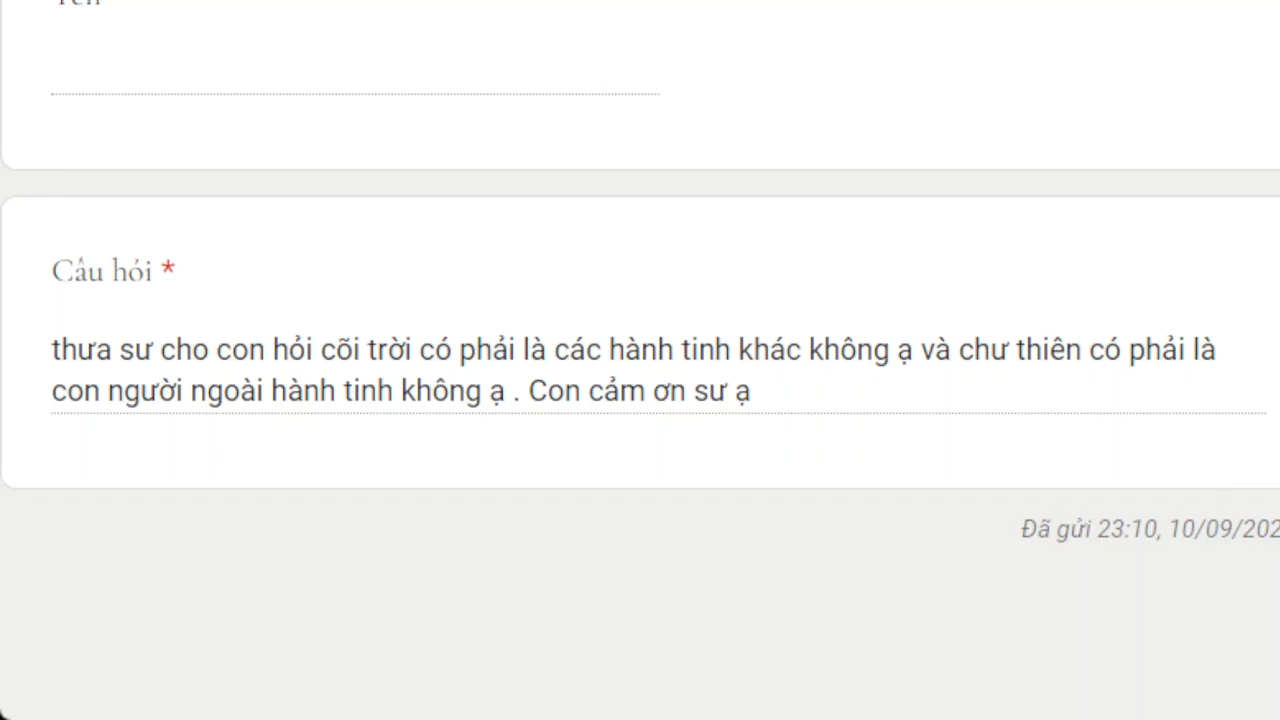 Tên
Câu hỏi *
thưa sư cho con hỏi cõi trời có phải là các hành tinh khác không ạ và chư thiên có phải là
con người ngoài hành tinh không ạ . Con cảm ơn sư ạ
Đã gửi 23:10, 10/09/202